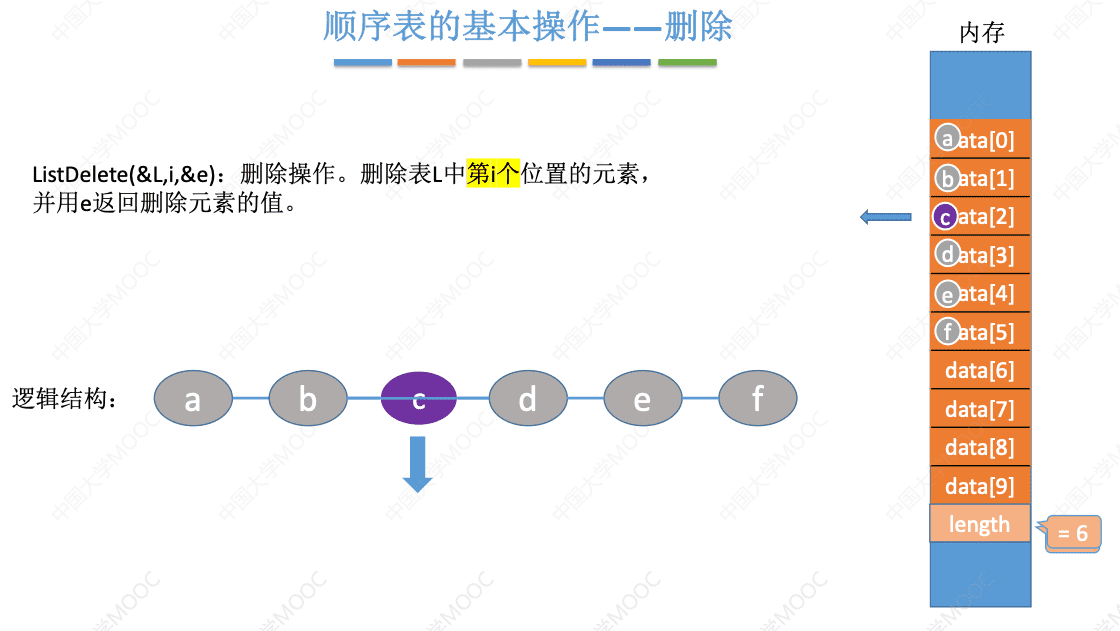 顺序表的基本操作——删除
内存
ListDelete(&L,i,&e)：删除操作。删除表L中第i个位置的元素，
并用e返回删除元素的值。
a ata[0]
b ata[1]
c ata[2]
d ata[3]
e ata[4]
f ata[5]
data[6]
data[7]
data[8]
data[9]
length
= 6
逻辑结构：
a b c d e f
中国大学MOOC